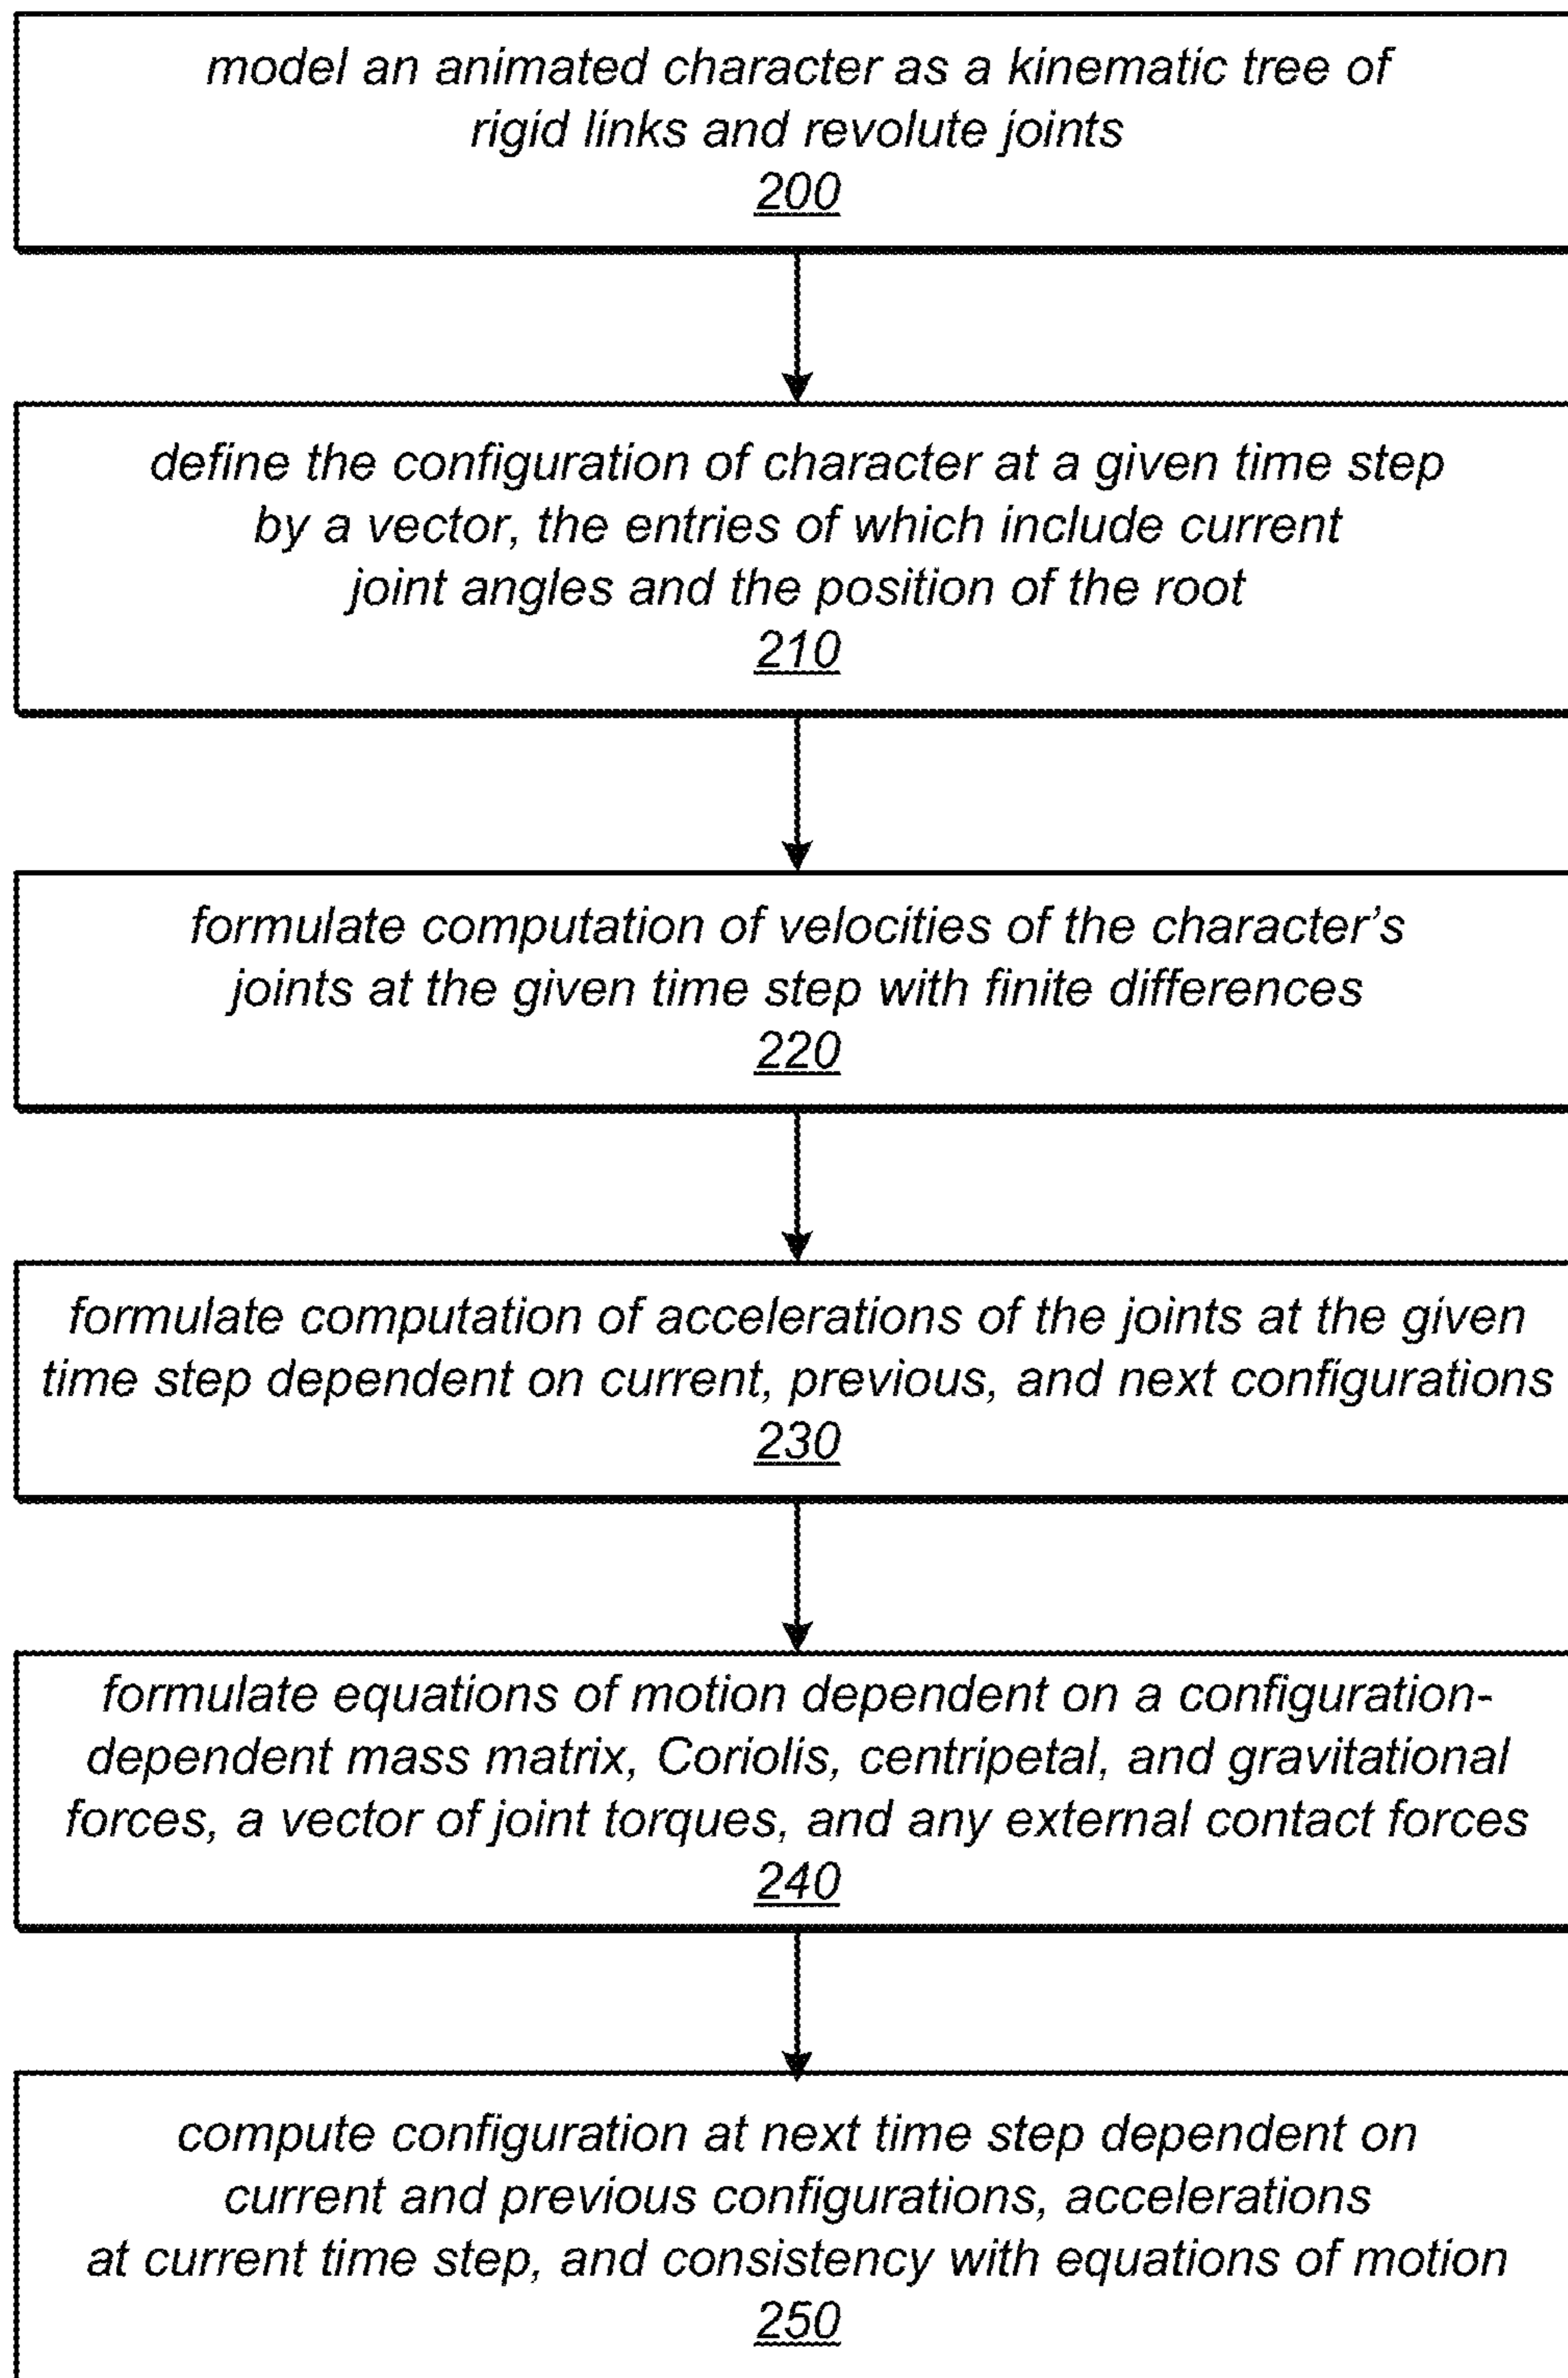 model an animated character as a kinematic tree of
rigid links and revolute joints
200
define the configuration of character at a given time step
by a vector, the entries of which include current
joint angles and the position of the root
210
formulate computation of velocities of the character's
joints at the given time step with finite differences
220
formulate computation of accelerations of the joints at the given
time step dependent on current, previous, and next configurations
230
formulate equations of motion dependent on a configuration-
dependent mass matrix, Coriolis, centripetal, and gravitational
forces, a vector of joint torques, and any external contact forces
240
compute configuration at next time step dependent on
current and previous configurations, accelerations
at current time step, and consistency with equations of motion
250